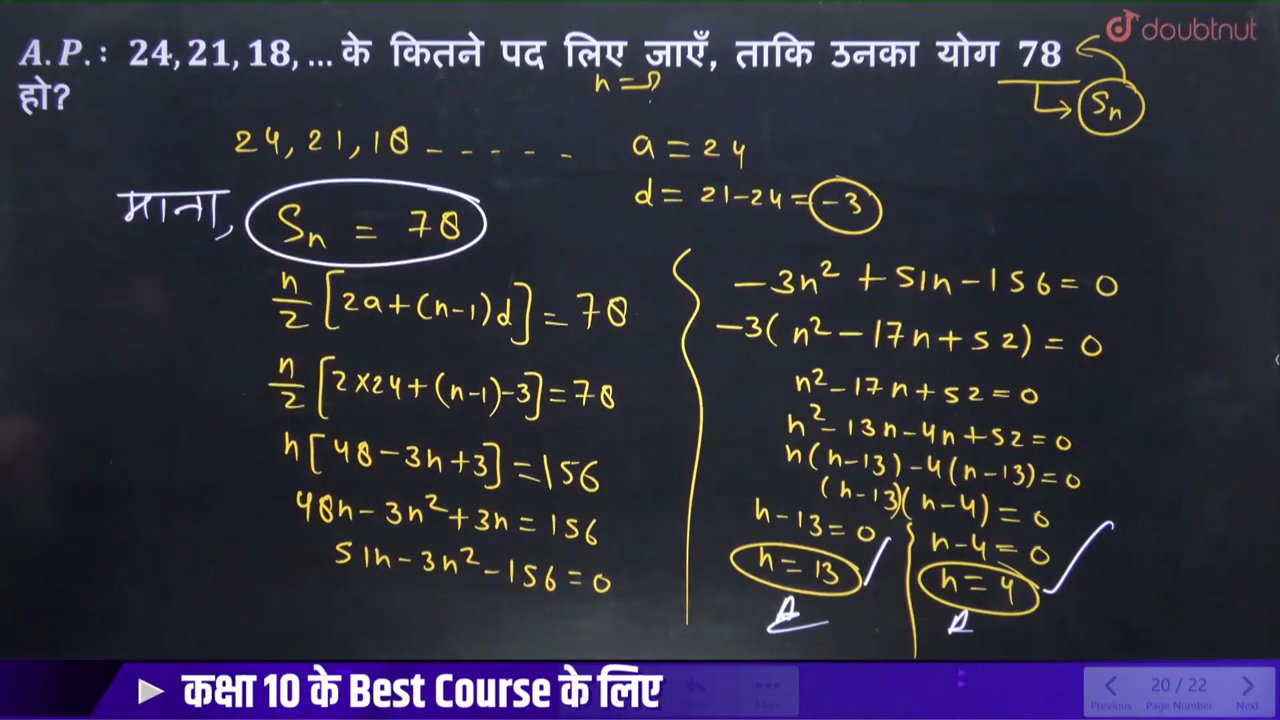 doubtnut
A.P.: 24, 21, 18, ... के कितने पद लिए जाएँ, ताकि उनका योग 78
हो?
n=?
Sn
24, 21, 18 - - - - -
a = 24
d = 21-24 = -3
माना, Sn = 78
n/2 [2a+(n-1)d] = 78
n/2 [2×24+(n-1)-3] = 78
n[48-3n+3] = 156
48n-3n²+3n = 156
51n-3n²-156 = 0
-3n² + 51n - 156 = 0
-3(n² - 17n + 52) = 0
n² - 17n + 52 = 0
n² - 13n - 4n + 52 = 0
n(n-13) - 4(n-13) = 0
(n-13)(n-4) = 0
n-13 = 0
n = 13
n-4 = 0
n = 4
कक्षा 10 के Best Course के लिए
20 / 22
Previous Page Number Next